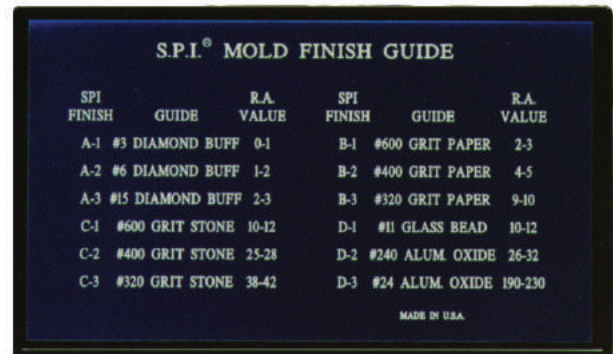 S.P.I.® MOLD FINISH GUIDE
SPI R.A. SPI R.A.
FINISH GUIDE VALUE FINISH GUIDE VALUE
A-1 #3 DIAMOND BUFF 0-1 B-1 #600 GRIT PAPER 2-3
A-2 #6 DIAMOND BUFF 1-2 B-2 #400 GRIT PAPER 4-5
A-3 #15 DIAMOND BUFF 2-3 B-3 #320 GRIT PAPER 9-10
C-1 #600 GRIT STONE 10-12 D-1 #11 GLASS BEAD 10-12
C-2 #400 GRIT STONE 25-28 D-2 #240 ALUM. OXIDE 26-32
C-3 #320 GRIT STONE 38-42 D-3 #24 ALUM. OXIDE 190-230
MADE IN U.S.A.